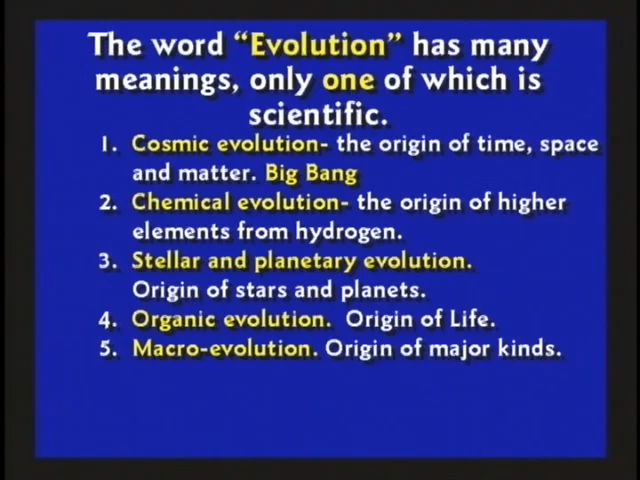 The word “Evolution” has many
meanings, only one of which is
scientific.
1. Cosmic evolution- the origin of time, space
and matter. Big Bang
2. Chemical evolution- the origin of higher
elements from hydrogen.
3. Stellar and planetary evolution.
Origin of stars and planets.
4. Organic evolution. Origin of Life.
5. Macro-evolution. Origin of major kinds.